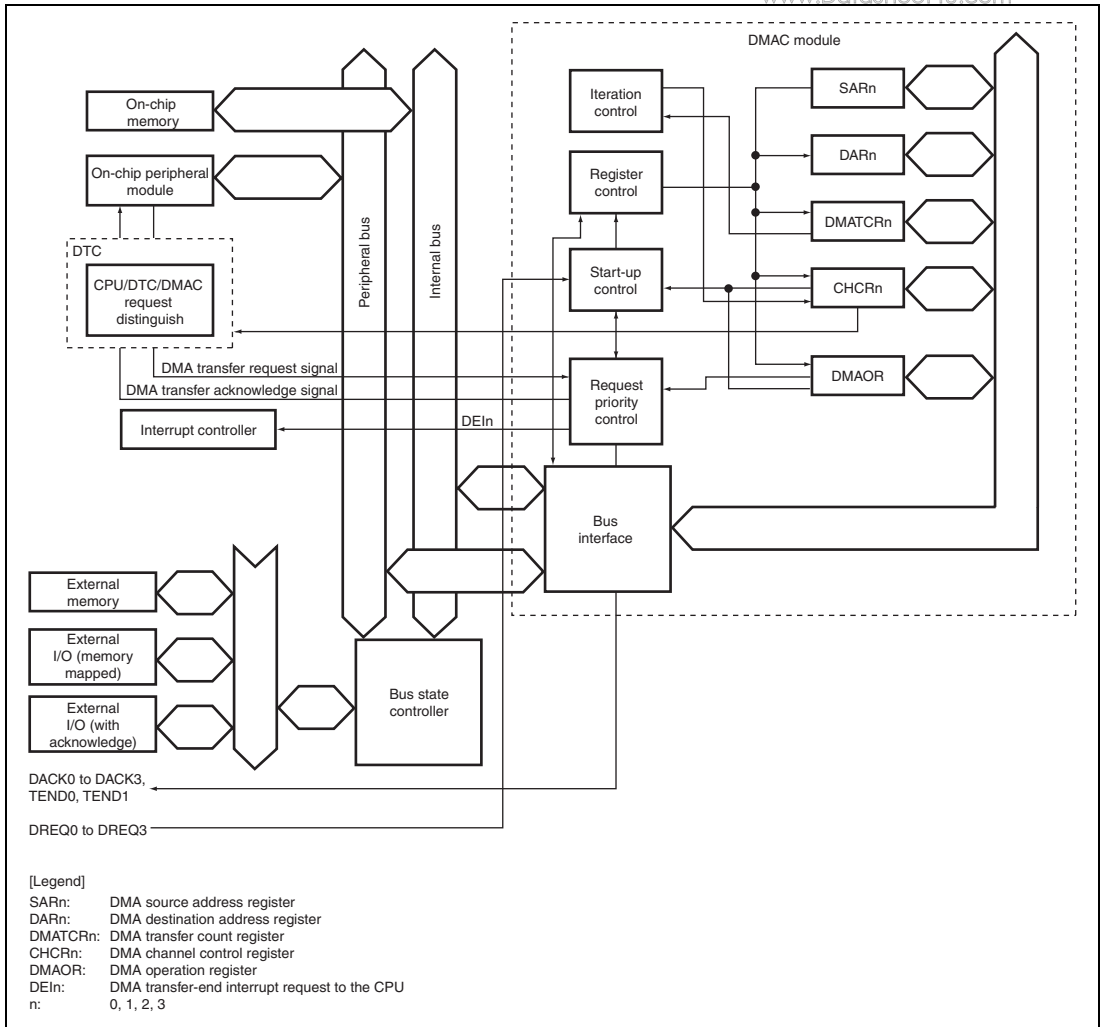 DMAC module
On-chip
memory
On-chip peripheral
module
DTC
CPU/DTC/DMAC
request
distinguish
Peripheral bus
Internal bus
Iteration
control
Register
control
Start-up
control
Request
priority
control
SARn
DARn
DMATCRn
CHCRn
DMAOR
DMA transfer request signal
DMA transfer acknowledge signal
DEIn
Interrupt controller
Bus
interface
External
memory
External
I/O (memory
mapped)
External
I/O (with
acknowledge)
Bus state
controller
DACK0 to DACK3,
TEND0, TEND1
DREQ0 to DREQ3
[Legend]
SARn: DMA source address register
DARn: DMA destination address register
DMATCRn: DMA transfer count register
CHCRn: DMA channel control register
DMAOR: DMA operation register
DEIn: DMA transfer-end interrupt request to the CPU
n: 0, 1, 2, 3